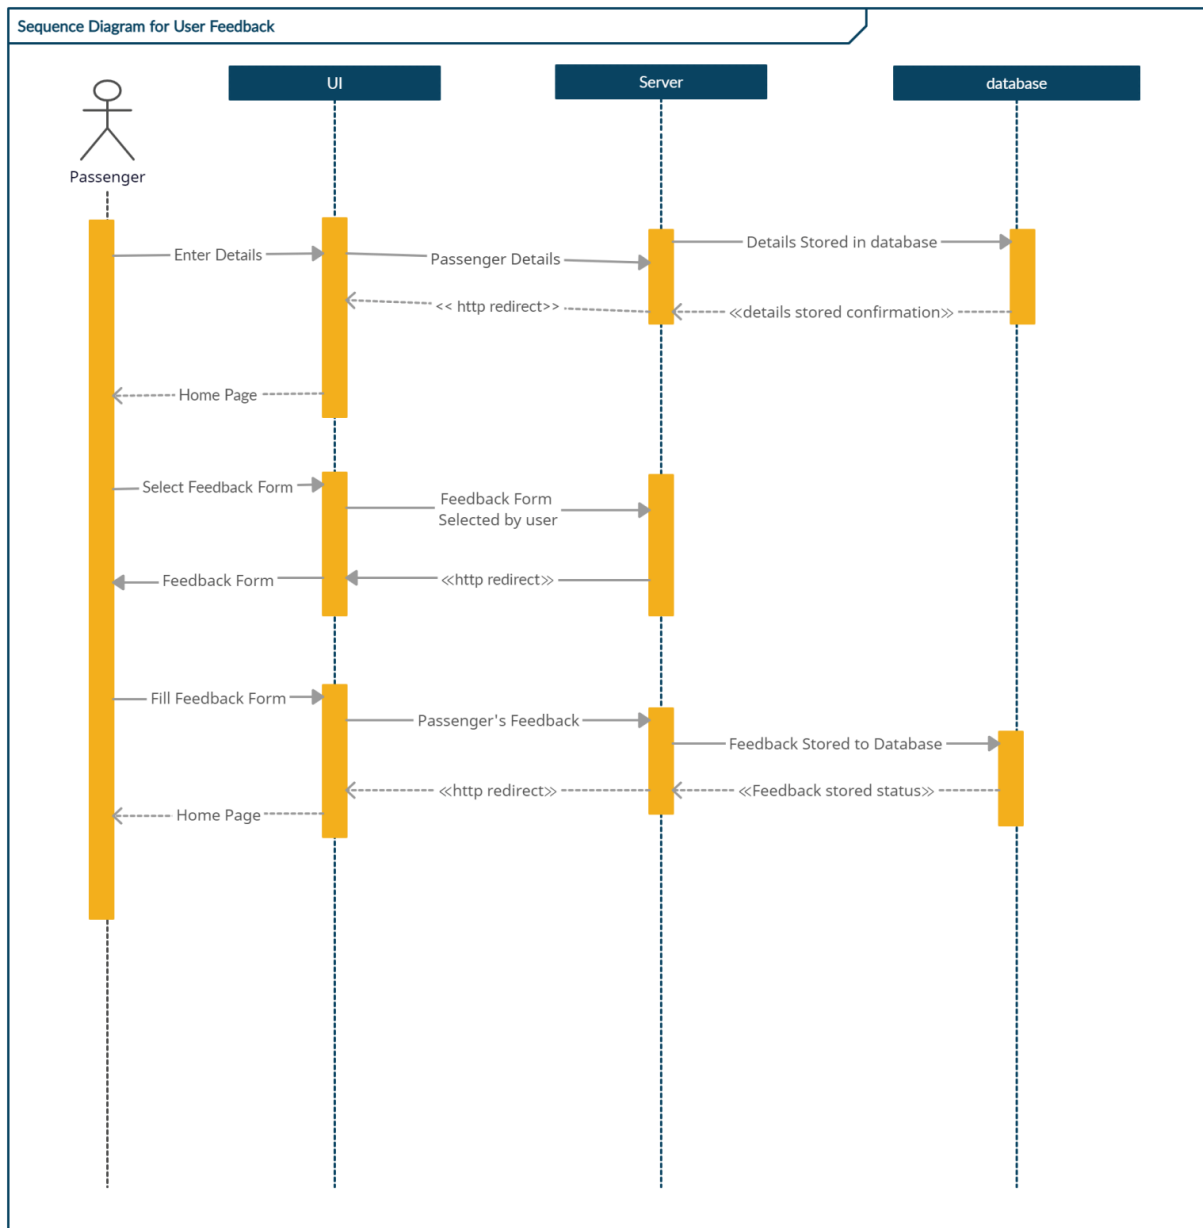 Sequence Diagram for User Feedback
UI
Server
database
Passenger
Enter Details
Passenger Details
Details Stored in database
<< http redirect>>
≪details stored confirmation≫
Home Page
Select Feedback Form
Feedback Form
Selected by user
Feedback Form
≪http redirect≫
Fill Feedback Form
Passenger's Feedback
Feedback Stored to Database
≪http redirect≫
≪Feedback stored status≫
Home Page